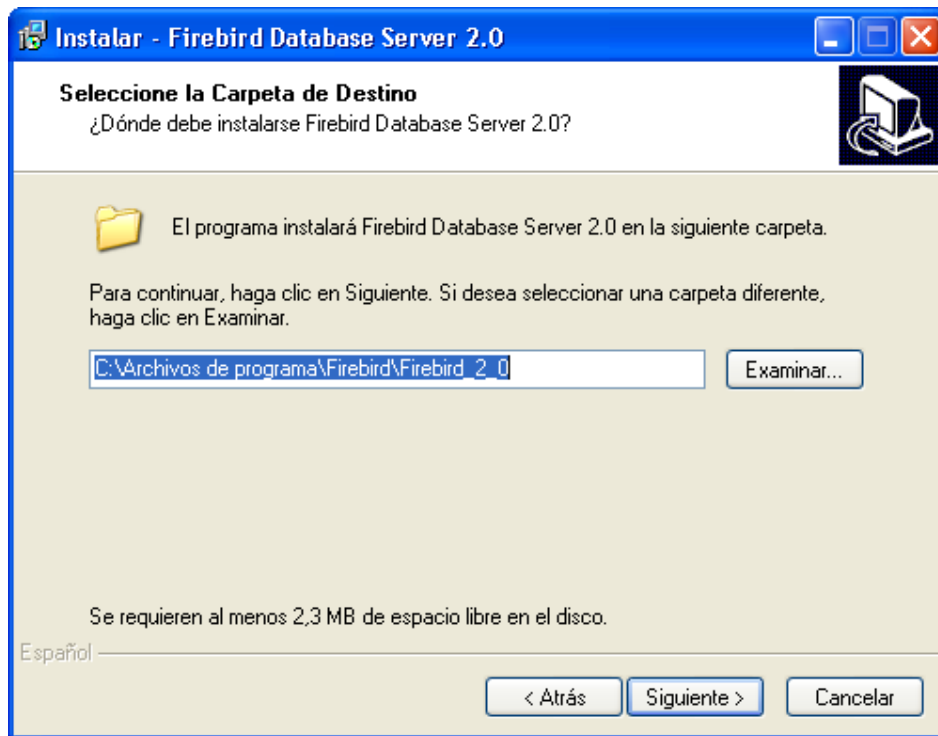 Instalar - Firebird Database Server 2.0
Seleccione la Carpeta de Destino
¿Dónde debe instalarse Firebird Database Server 2.0?
El programa instalará Firebird Database Server 2.0 en la siguiente carpeta.
Para continuar, haga clic en Siguiente. Si desea seleccionar una carpeta diferente,
haga clic en Examinar.
C:\Archivos de programa\Firebird\Firebird_2_0
Examinar...
Se requieren al menos 2,3 MB de espacio libre en el disco.
Español
< Atrás
Siguiente >
Cancelar